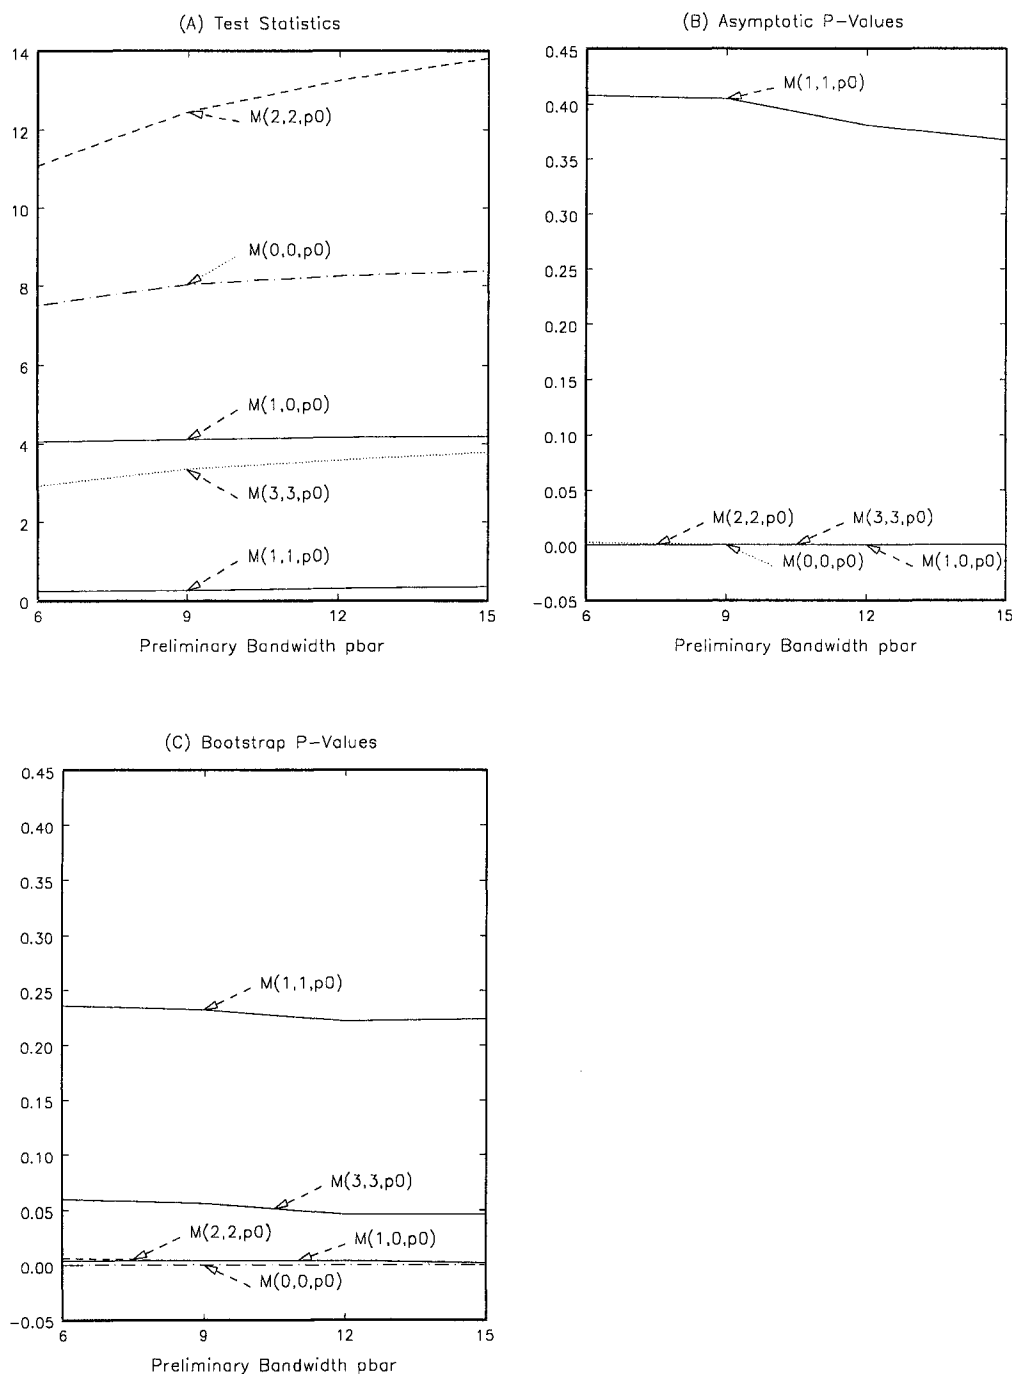 (A) Test Statistics
14
12
10
8
6
4
2
0
M(2,2,p0)
M(0,0,p0)
M(1,0,p0)
M(3,3,p0)
M(1,1,p0)
6 9 12 15
Preliminary Bandwidth pbar
(B) Asymptotic P-Values
0.45
0.40
0.35
0.30
0.25
0.20
0.15
0.10
0.05
0.00
-0.05
M(1,1,p0)
M(2,2,p0) M(3,3,p0)
M(0,0,p0) M(1,0,p0)
6 9 12 15
Preliminary Bandwidth pbar
(C) Bootstrap P-Values
0.45
0.40
0.35
0.30
0.25
0.20
0.15
0.10
0.05
0.00
-0.05
M(1,1,p0)
M(3,3,p0)
M(2,2,p0) M(1,0,p0)
M(0,0,p0)
6 9 12 15
Preliminary Bandwidth pbar